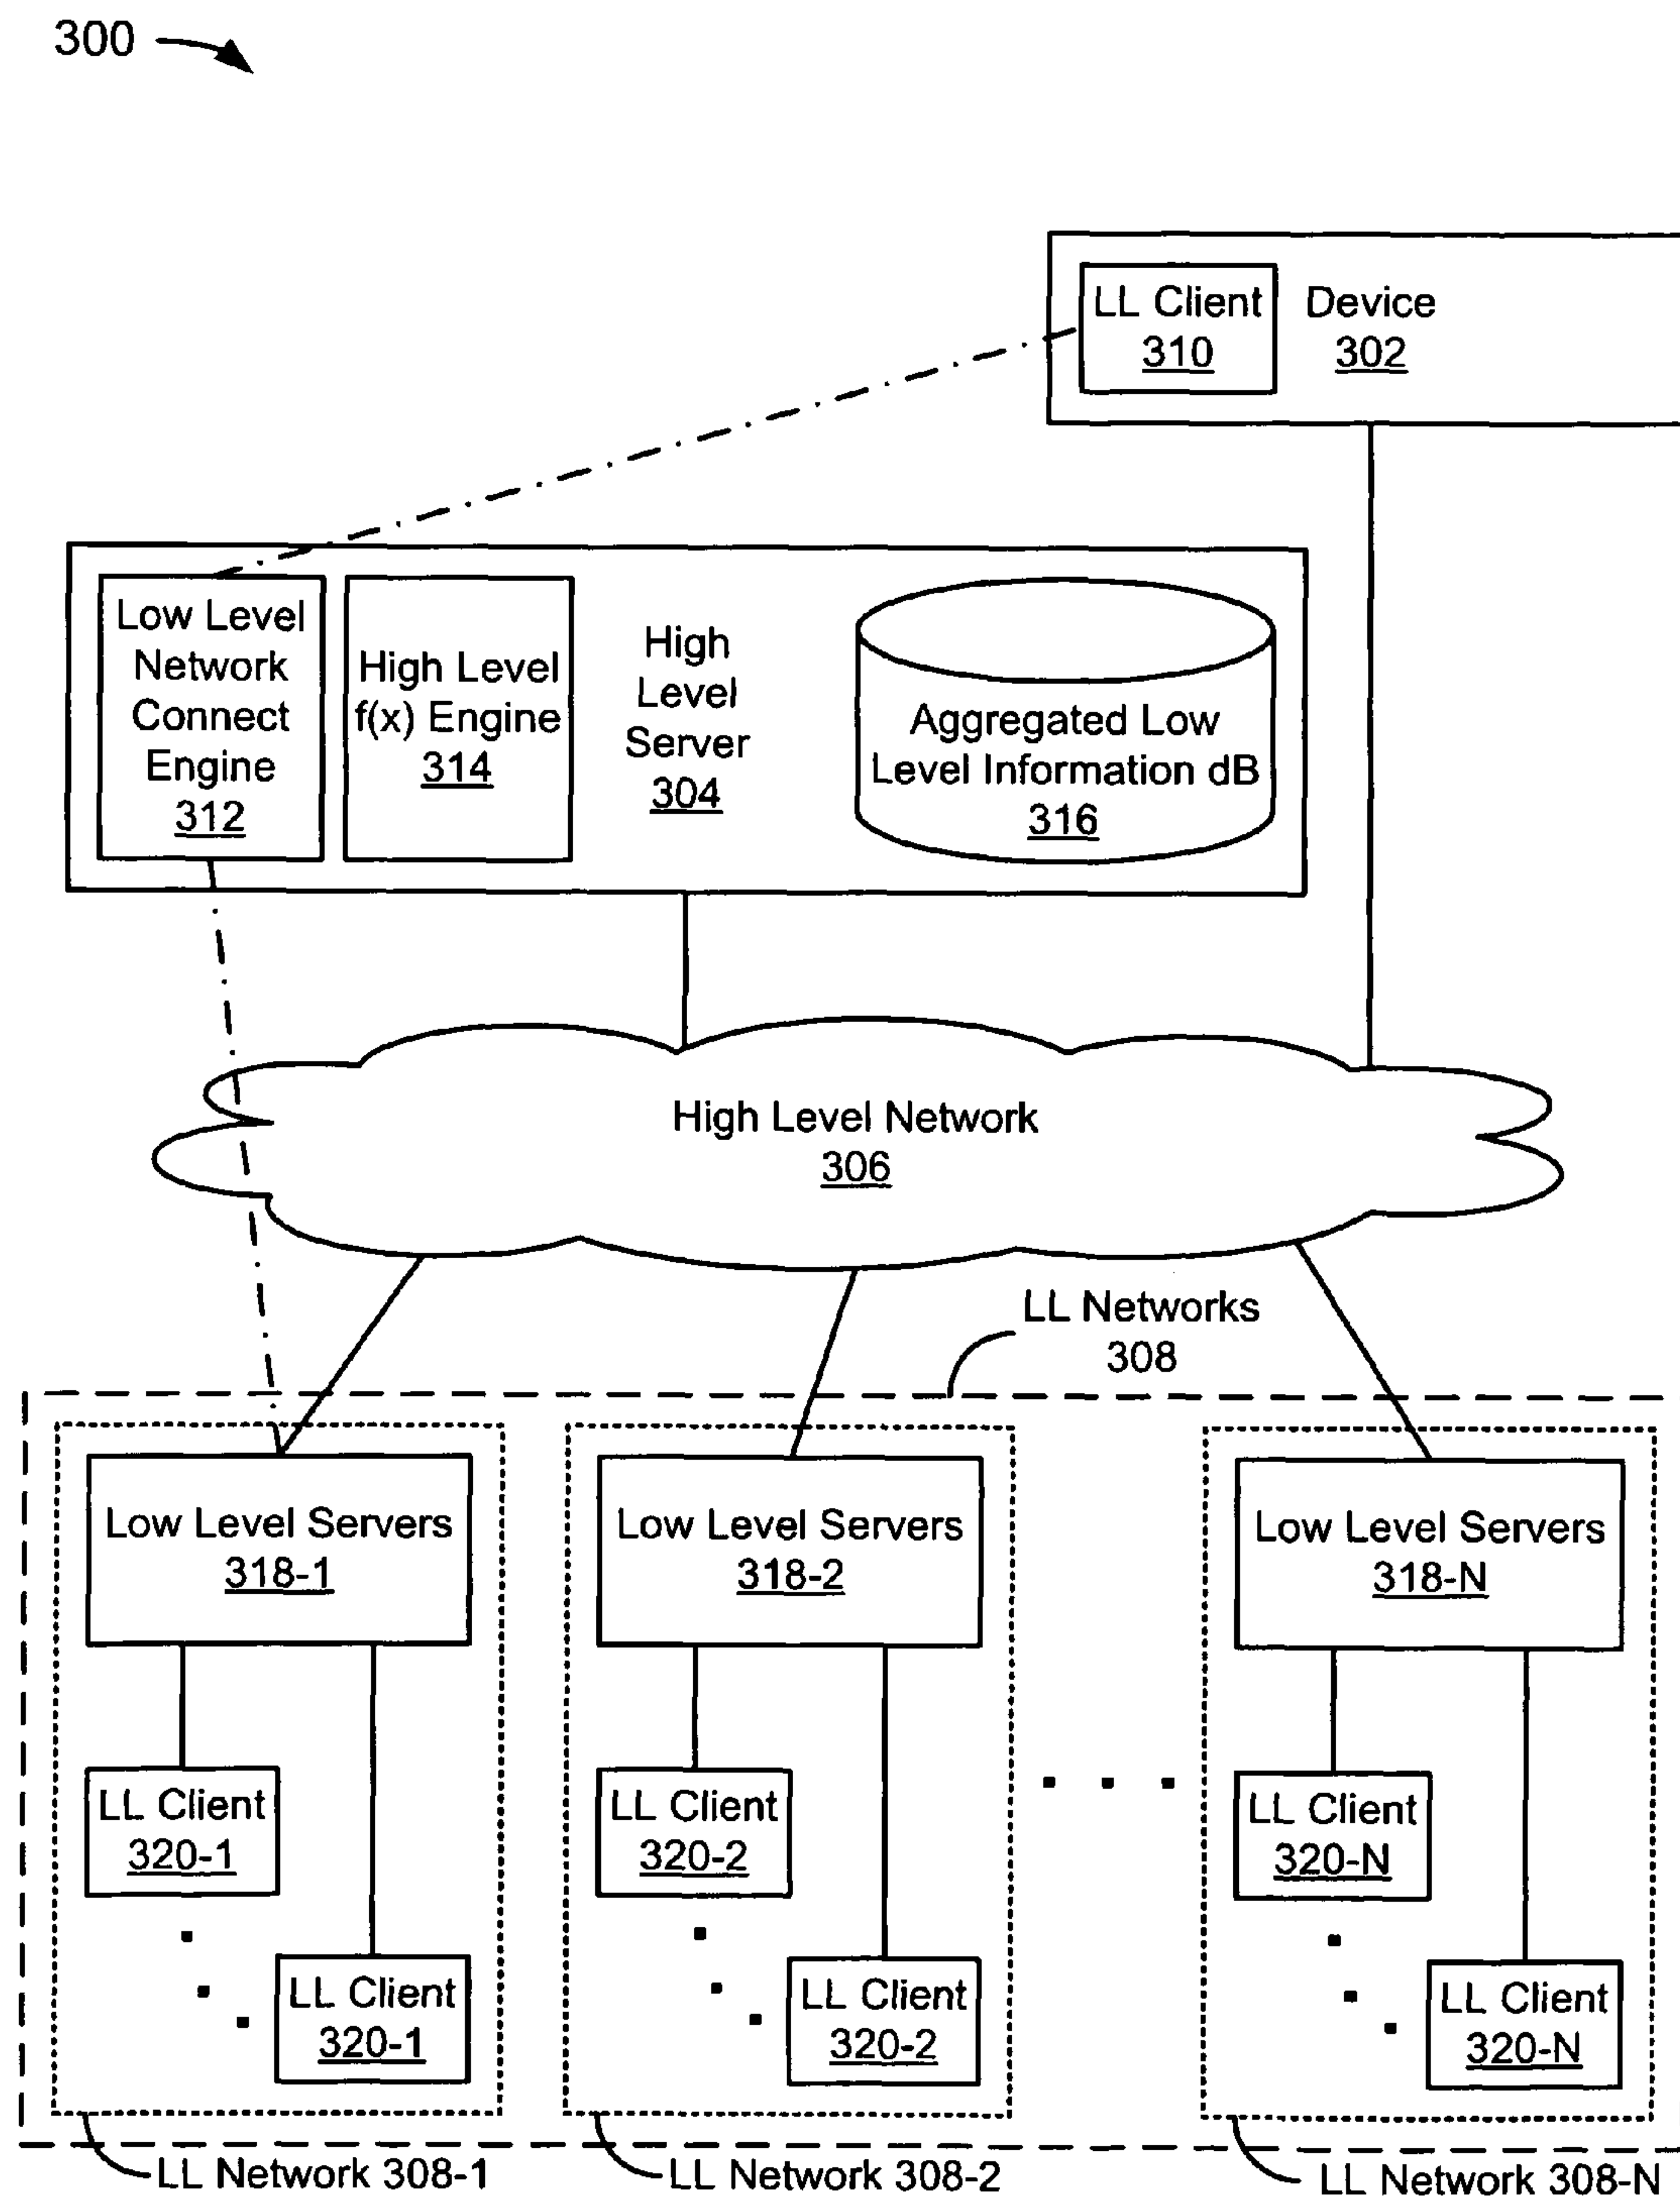 300
LL Client
310
Device
302
Low Level
Network
Connect
Engine
312
High Level
f(x) Engine
314
High
Level
Server
304
Aggregated Low
Level Information dB
316
High Level Network
306
LL Networks
308
Low Level Servers
318-1
Low Level Servers
318-2
Low Level Servers
318-N
LL Client
320-1
LL Client
320-2
LL Client
320-N
LL Client
320-1
LL Client
320-2
LL Client
320-N
LL Network 308-1
LL Network 308-2
LL Network 308-N